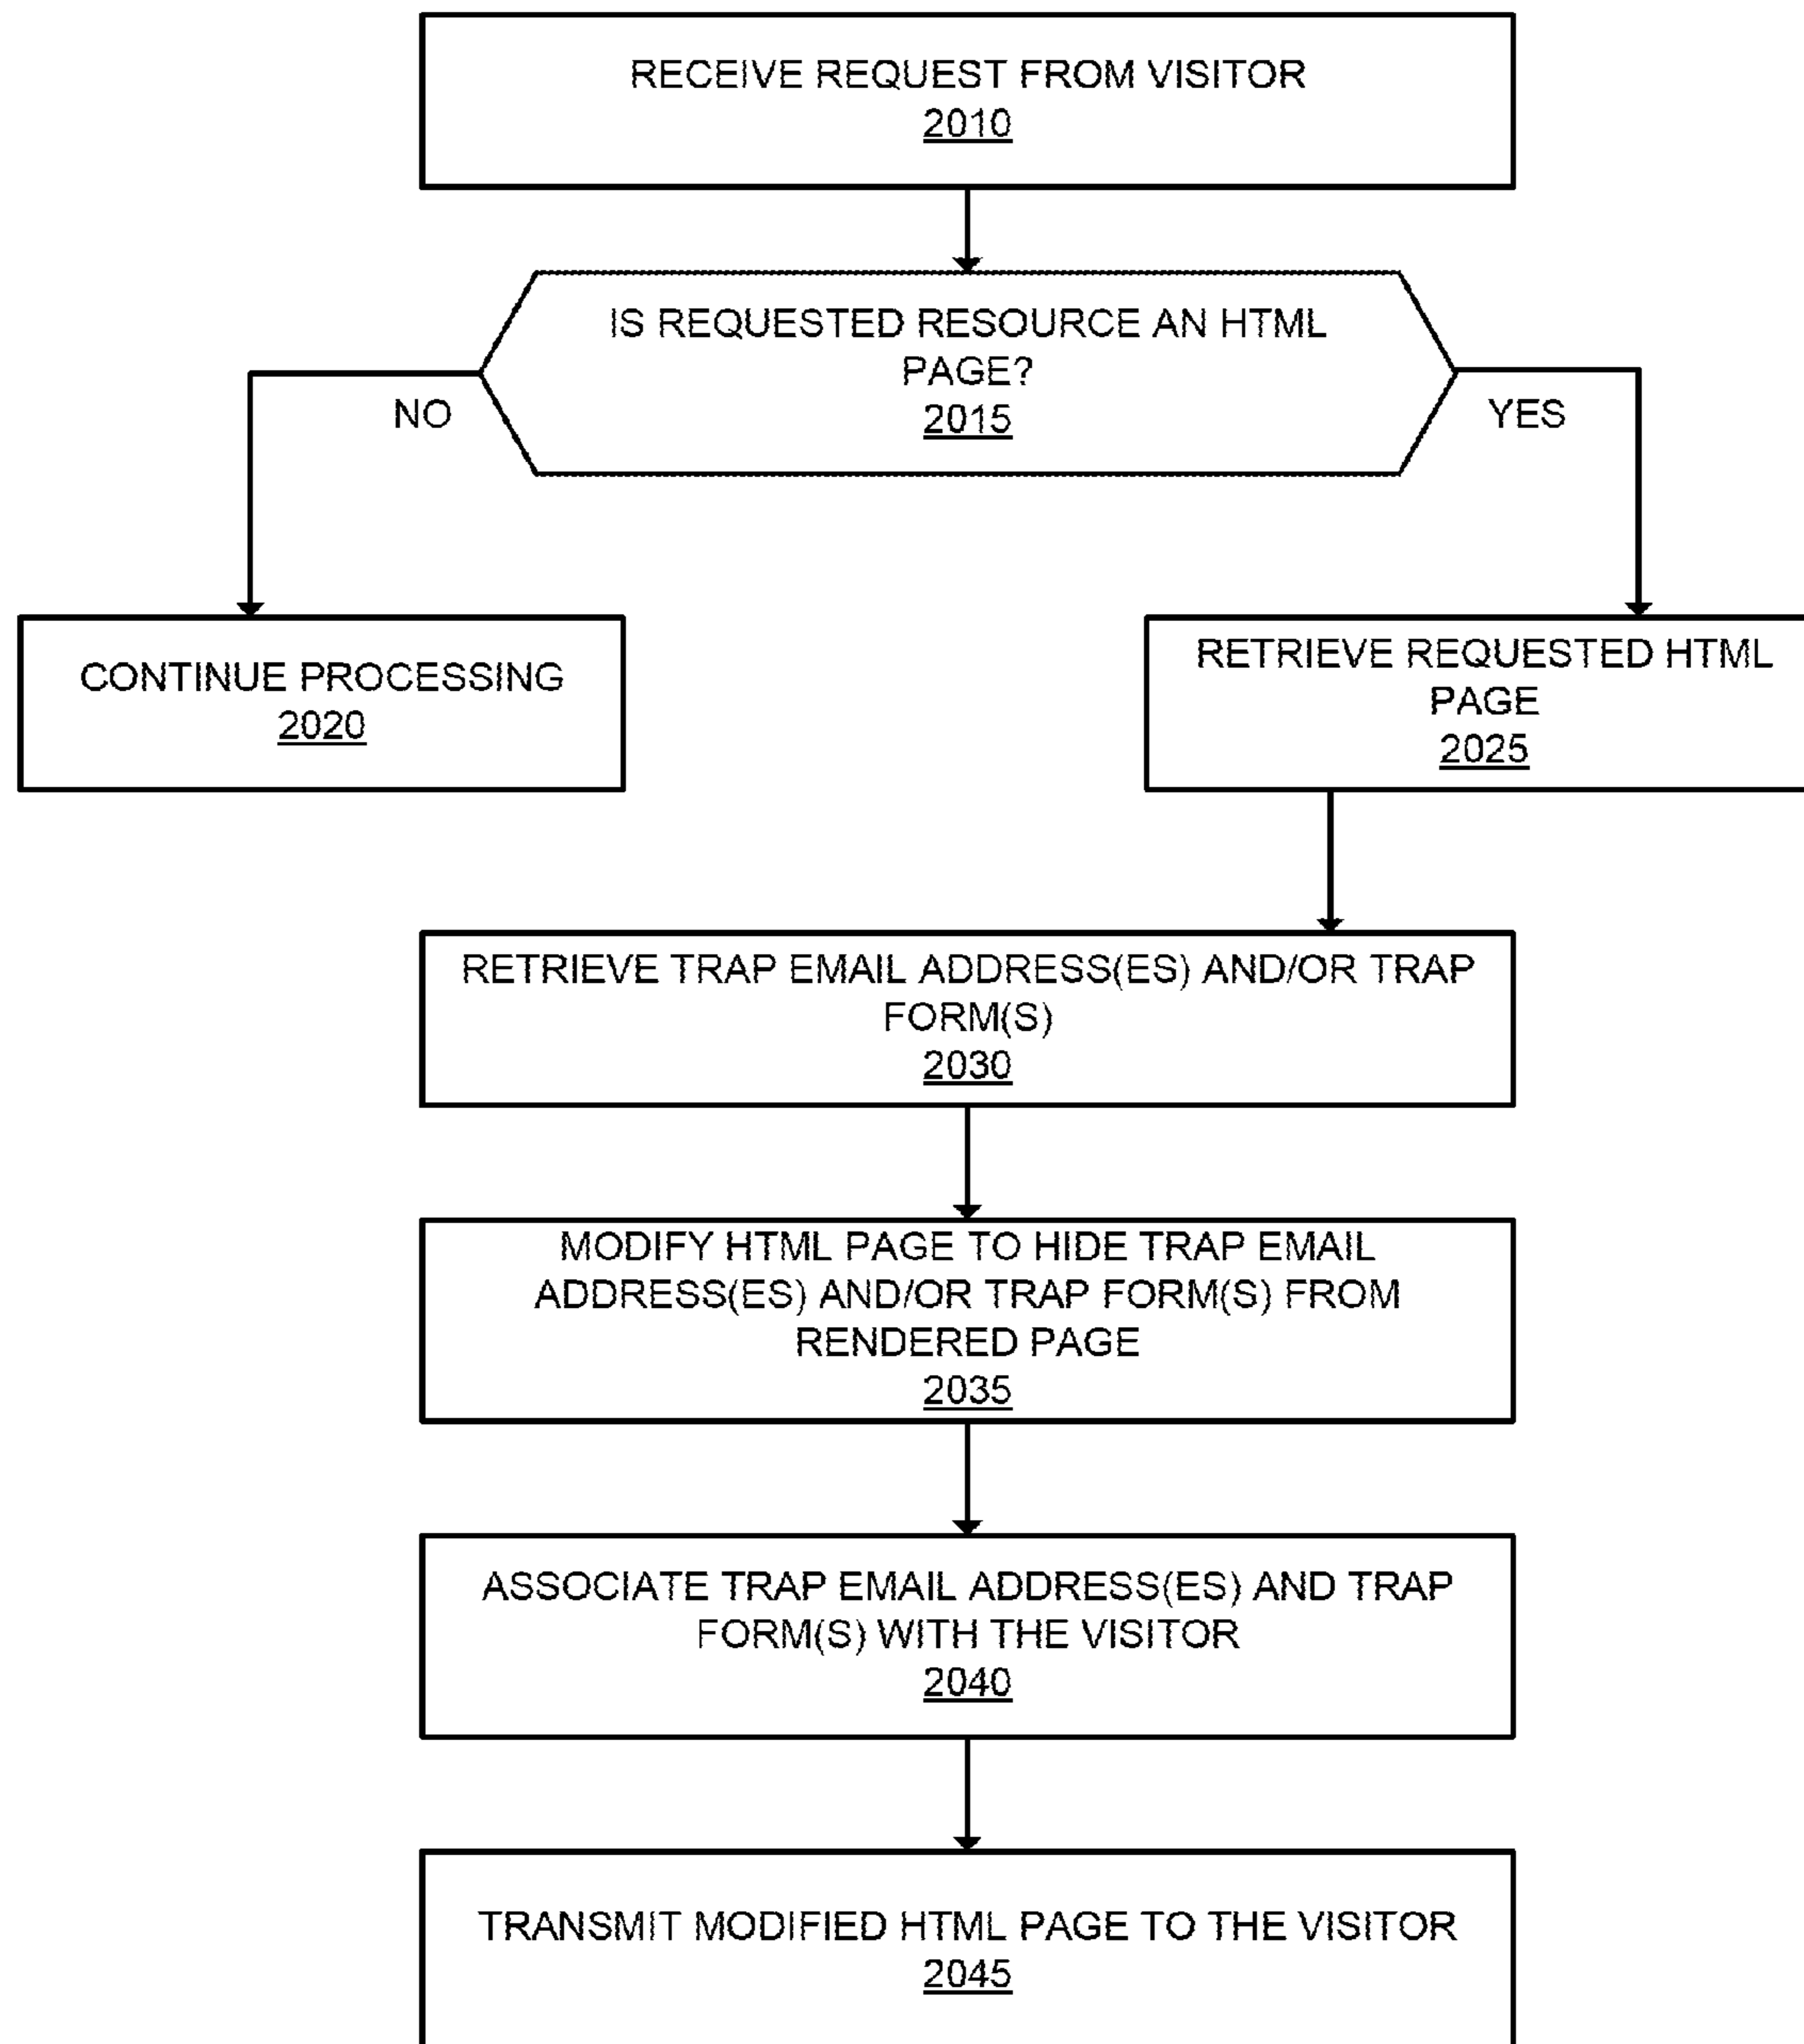 RECEIVE REQUEST FROM VISITOR
2010
IS REQUESTED RESOURCE AN HTML
PAGE?
2015
NO
YES
CONTINUE PROCESSING
2020
RETRIEVE REQUESTED HTML
PAGE
2025
RETRIEVE TRAP EMAIL ADDRESS(ES) AND/OR TRAP
FORM(S)
2030
MODIFY HTML PAGE TO HIDE TRAP EMAIL
ADDRESS(ES) AND/OR TRAP FORM(S) FROM
RENDERED PAGE
2035
ASSOCIATE TRAP EMAIL ADDRESS(ES) AND TRAP
FORM(S) WITH THE VISITOR
2040
TRANSMIT MODIFIED HTML PAGE TO THE VISITOR
2045